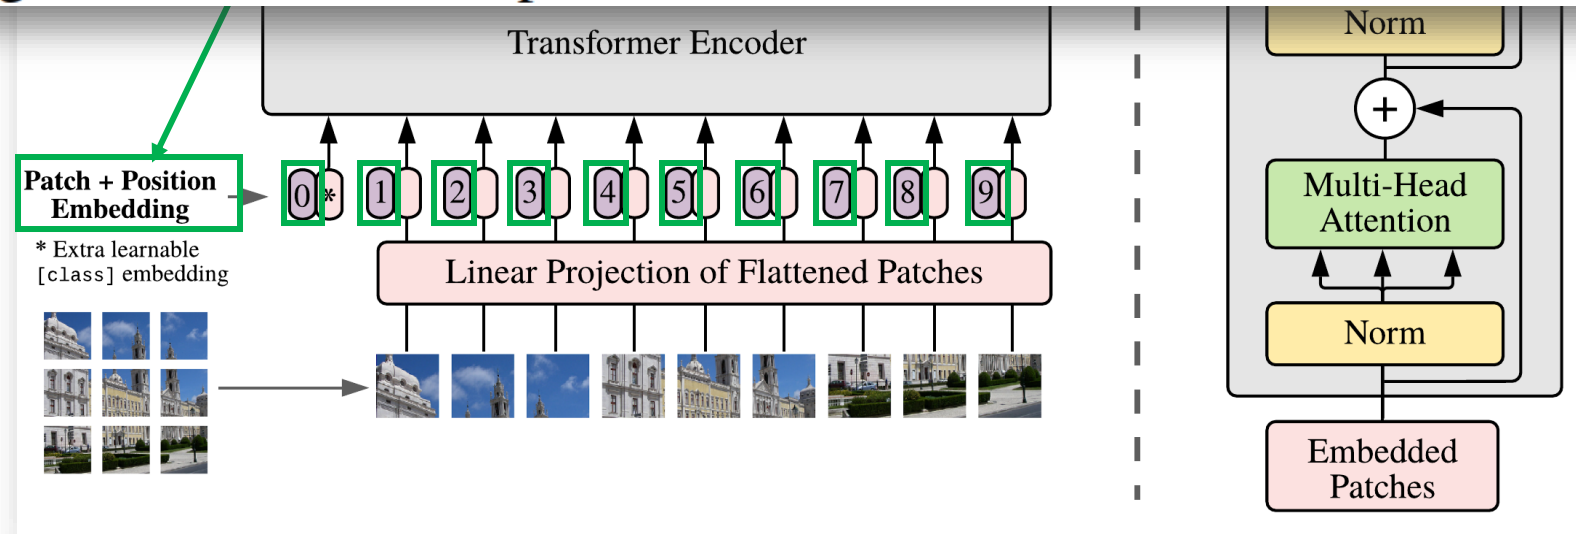 Transformer Encoder
Patch + Position
Embedding
* Extra learnable
[class] embedding
0 * 1 2 3 4 5 6 7 8 9
Linear Projection of Flattened Patches
Norm
+
Multi-Head
Attention
Norm
Embedded
Patches